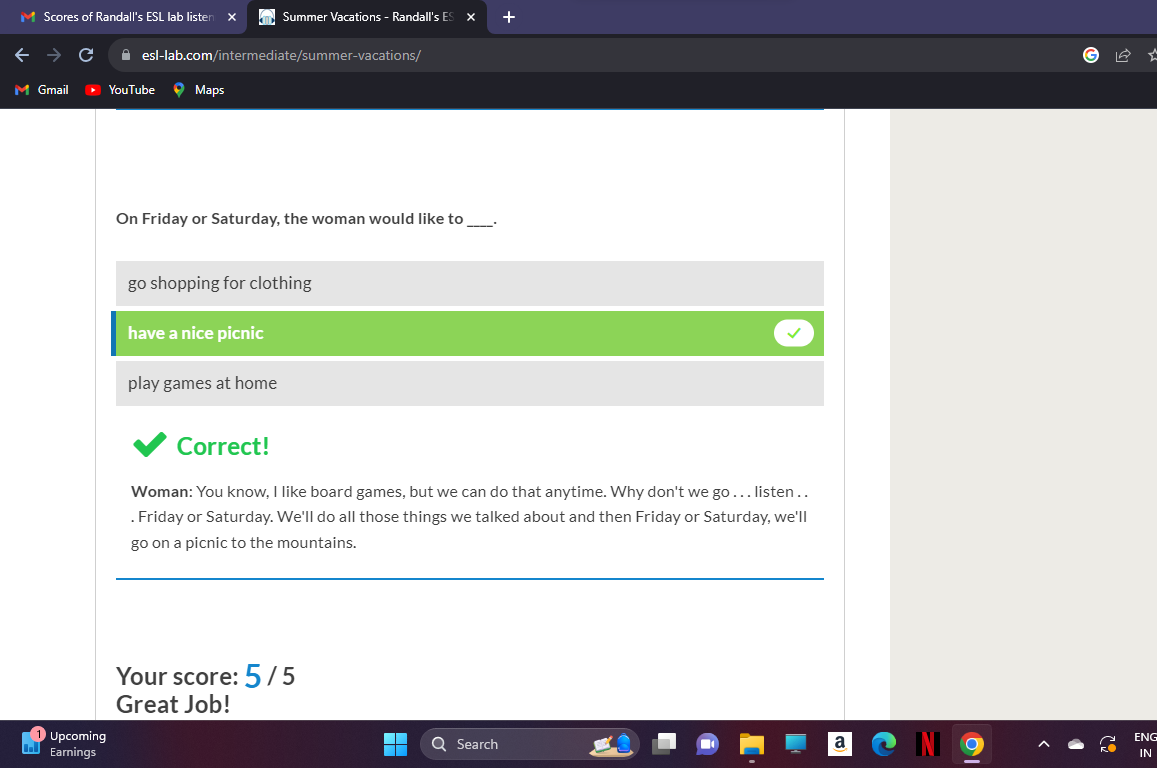 Scores of Randall's ESL lab listen
Summer Vacations - Randall's ES
esl-lab.com/intermediate/summer-vacations/
Gmail YouTube Maps
On Friday or Saturday, the woman would like to ____.
go shopping for clothing
have a nice picnic
play games at home
Correct!
Woman: You know, I like board games, but we can do that anytime. Why don't we go . . . listen . .
. Friday or Saturday. We'll do all those things we talked about and then Friday or Saturday, we'll
go on a picnic to the mountains.
Your score: 5 / 5
Great Job!
1
Upcoming
Earnings
Search
a
N
ENG
IN